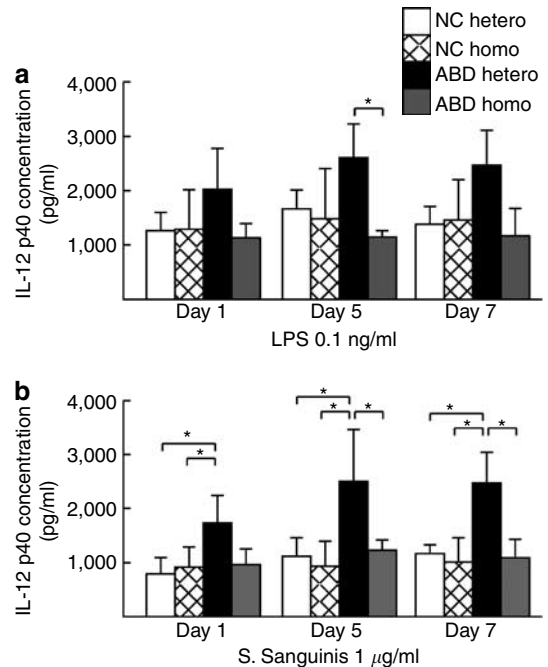 NC hetero
NC homo
ABD hetero
ABD homo
a
IL-12 p40 concentration
(pg/ml)
4,000
3,000
2,000
1,000
*
Day 1
Day 5
Day 7
LPS 0.1 ng/ml
b
IL-12 p40 concentration
(pg/ml)
4,000
3,000
2,000
1,000
*
*
*
*
*
*
*
*
Day 1
Day 5
Day 7
S. Sanguinis 1 μg/ml